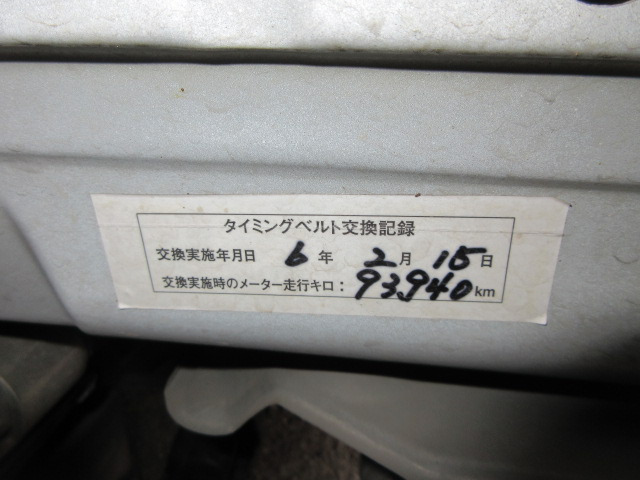 タイミングベルト交換記録
交換実施年月日 6 年 2 月 15 日
交換実施時のメーター走行キロ： 93940 km